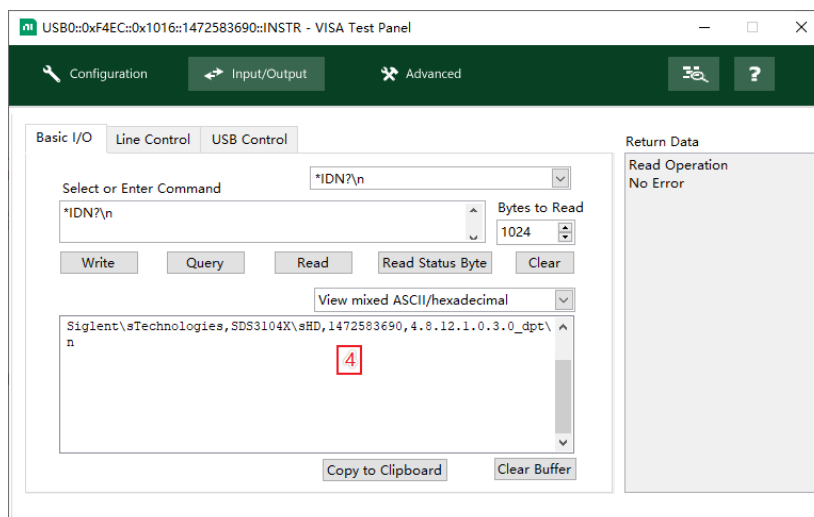 USB0::0xF4EC::0x1016::1472583690::INSTR - VISA Test Panel
Configuration
Input/Output
Advanced
?
Basic I/O
Line Control
USB Control
Return Data
Select or Enter Command
*IDN?\n
*IDN?\n
Bytes to Read
1024
Write
Query
Read
Read Status Byte
Clear
Read Operation
No Error
View mixed ASCII/hexadecimal
Siglent\sTechnologies,SDS3104X\sHD,1472583690,4.8.12.1.0.3.0_dpt\
n
4
Copy to Clipboard
Clear Buffer